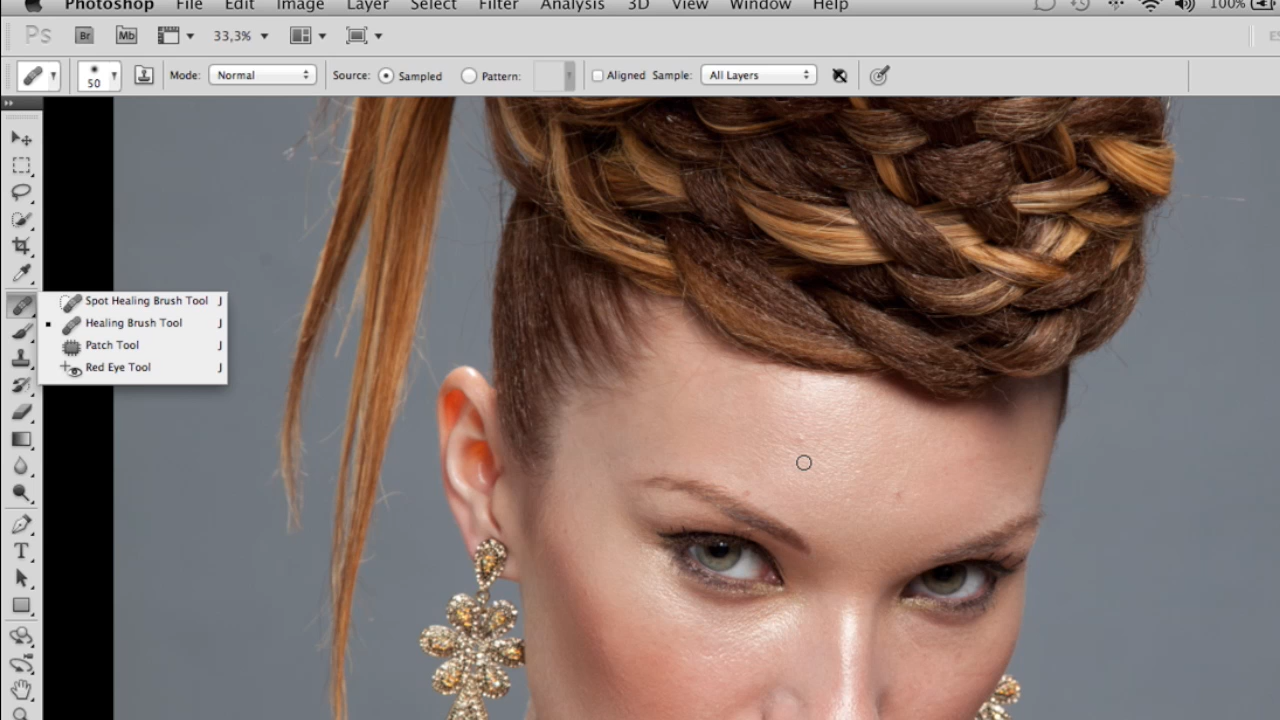 Photoshop File Edit Image Layer Select Filter Analysis 3D View Window Help 100%
Ps Br Mb 33,3%
50 Mode: Normal Source: Sampled Pattern: Aligned Sample: All Layers
Spot Healing Brush Tool J
Healing Brush Tool J
Patch Tool J
Red Eye Tool J
T